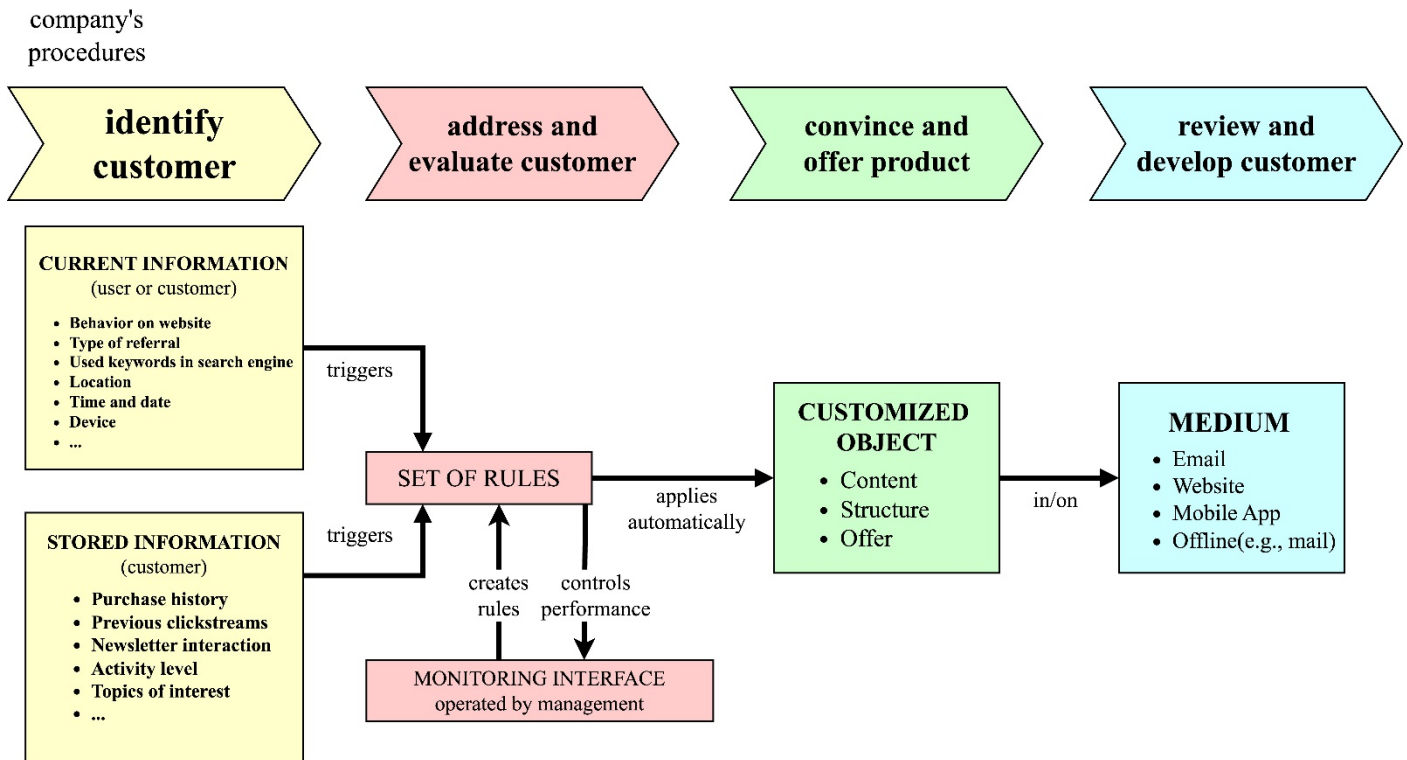 company's
procedures
identify
customer
address and
evaluate customer
convince and
offer product
review and
develop customer
CURRENT INFORMATION
(user or customer)
• Behavior on website
• Type of referral
• Used keywords in search engine
• Location
• Time and date
• Device
• ...
triggers
STORED INFORMATION
(customer)
• Purchase history
• Previous clickstreams
• Newsletter interaction
• Activity level
• Topics of interest
• ...
triggers
SET OF RULES
creates
rules
controls
performance
MONITORING INTERFACE
operated by management
applies
automatically
CUSTOMIZED
OBJECT
• Content
• Structure
• Offer
in/on
MEDIUM
• Email
• Website
• Mobile App
• Offline(e.g., mail)